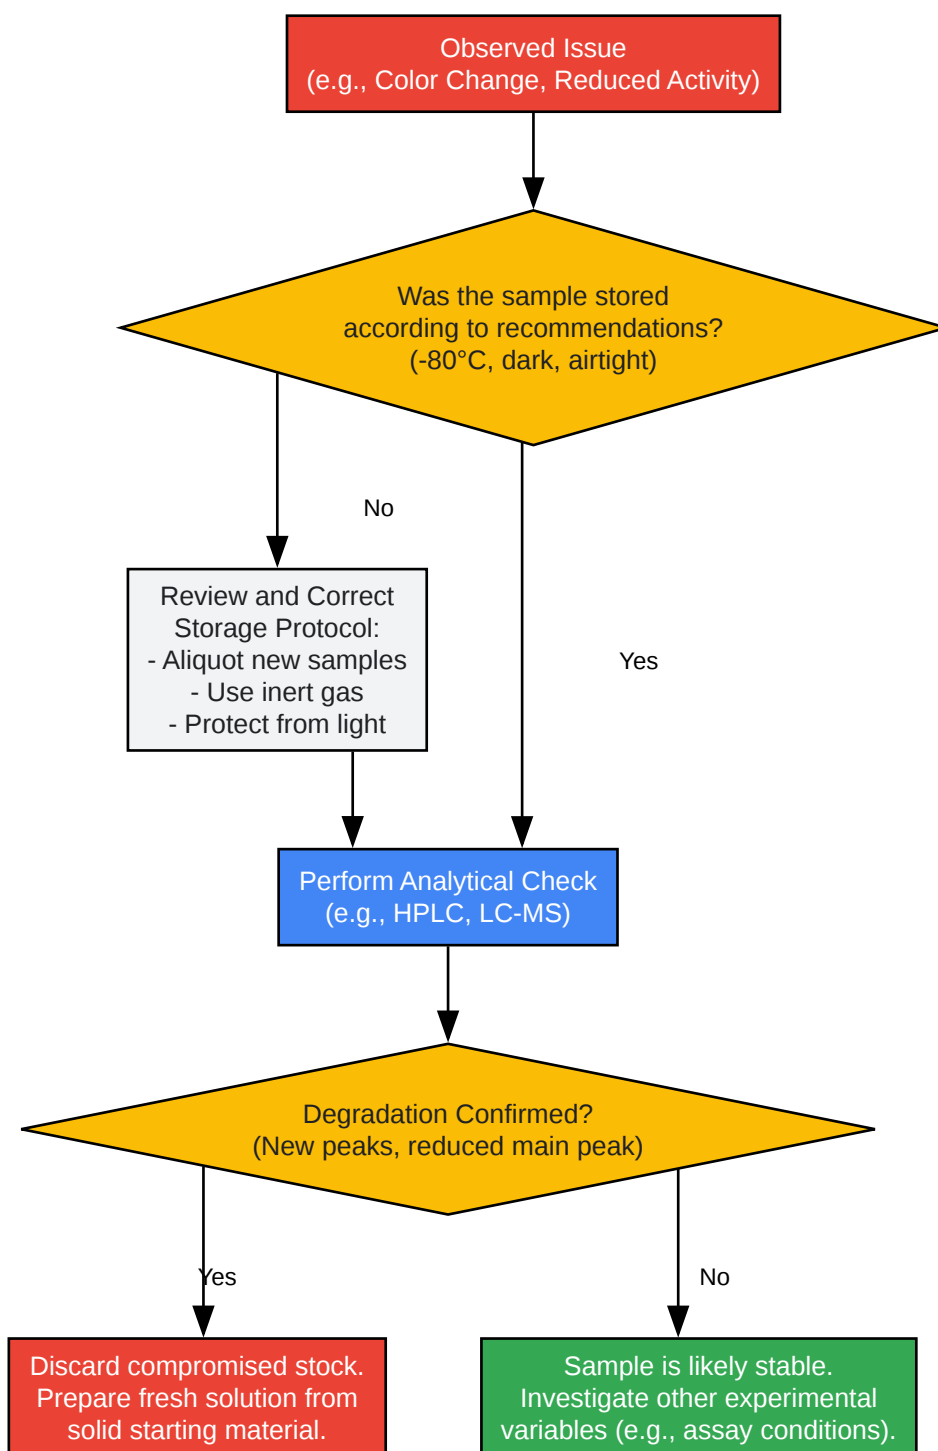 Observed Issue
(e.g., Color Change, Reduced Activity)
Was the sample stored
according to recommendations?
(-80°C, dark, airtight)
No
Review and Correct
Storage Protocol:
- Aliquot new samples
- Use inert gas
- Protect from light
Yes
Perform Analytical Check
(e.g., HPLC, LC-MS)
Degradation Confirmed?
(New peaks, reduced main peak)
Yes
No
Discard compromised stock.
Prepare fresh solution from
solid starting material.
Sample is likely stable.
Investigate other experimental
variables (e.g., assay conditions).